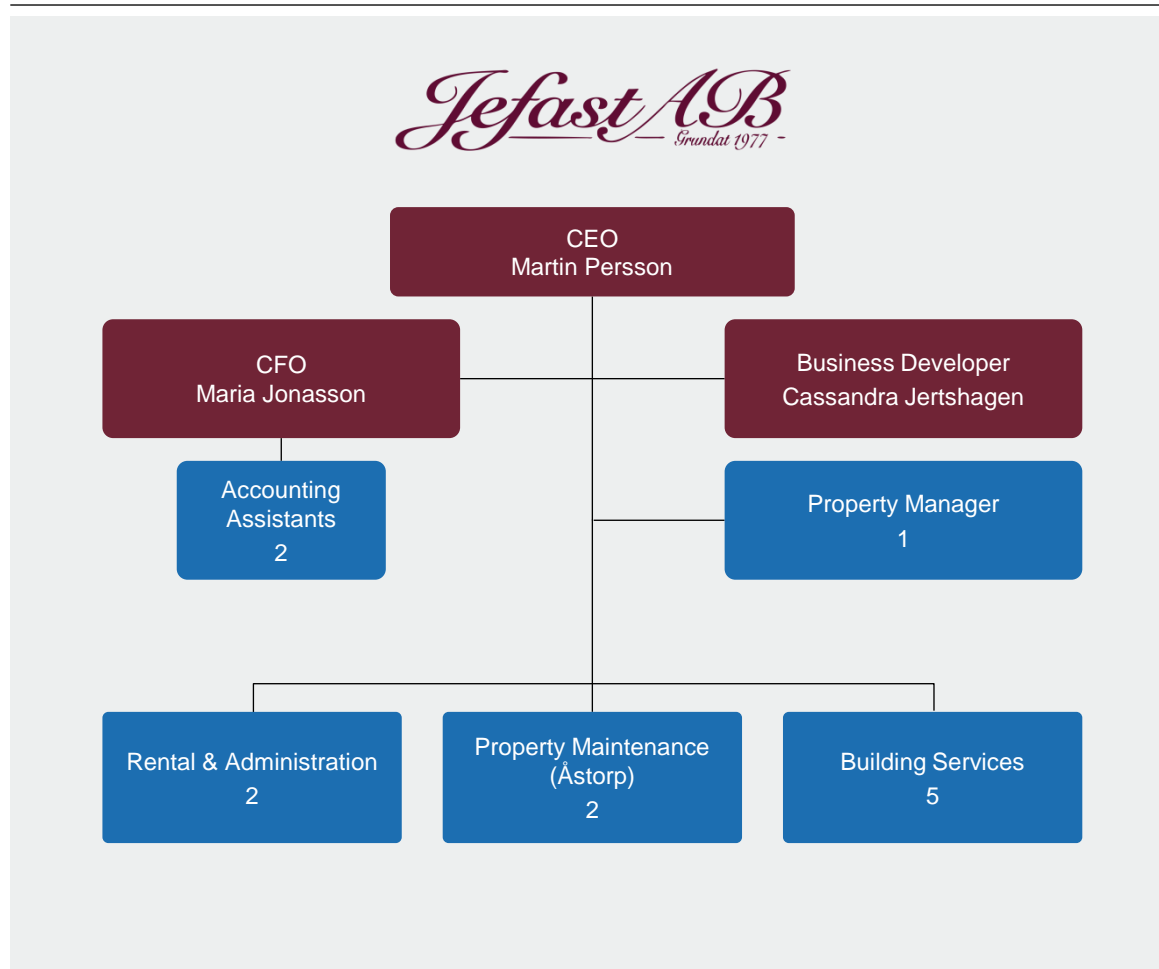 Jefast AB
Grundat 1977 -
CEO
Martin Persson
CFO
Maria Jonasson
Business Developer
Cassandra Jertshagen
Accounting
Assistants
2
Property Manager
1
Rental & Administration
2
Property Maintenance
(Åstorp)
2
Building Services
5